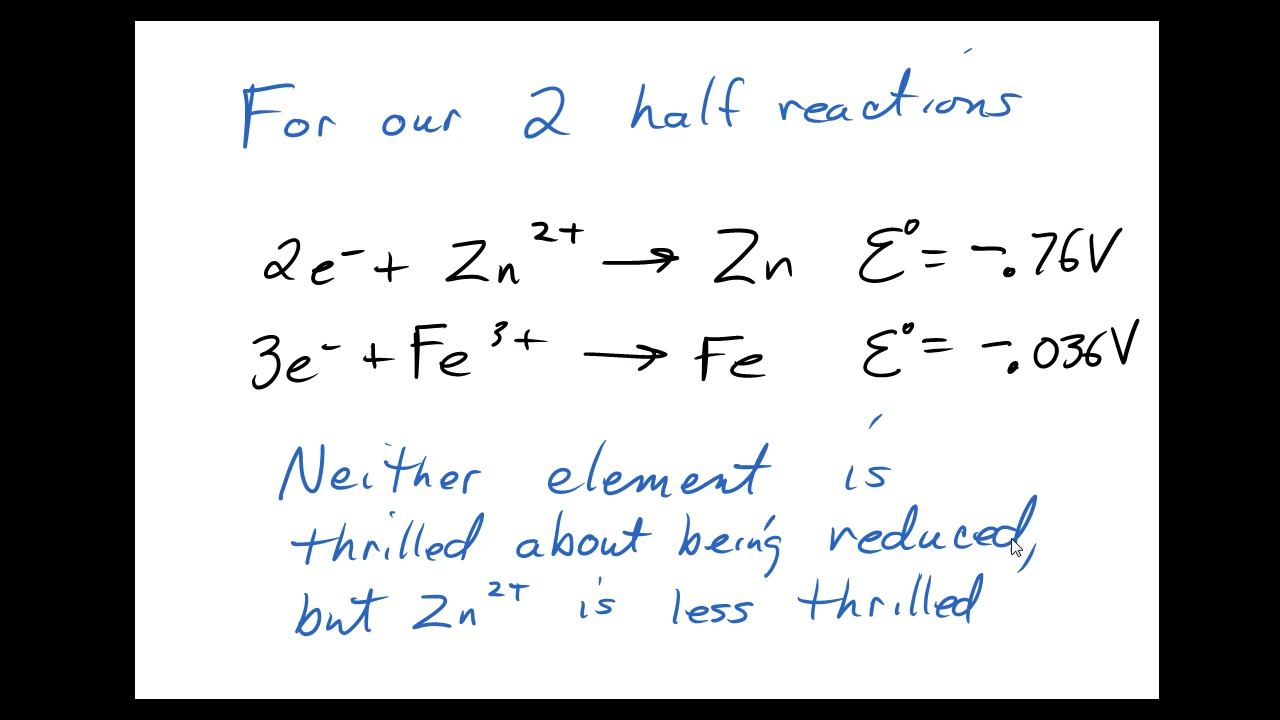 For our 2 half reactions
2e⁻ + Zn²⁺ → Zn ℰ° = -.76V
3e⁻ + Fe³⁺ → Fe ℰ° = -.036V
Neither element is
thrilled about being reduced,
but Zn²⁺ is less thrilled